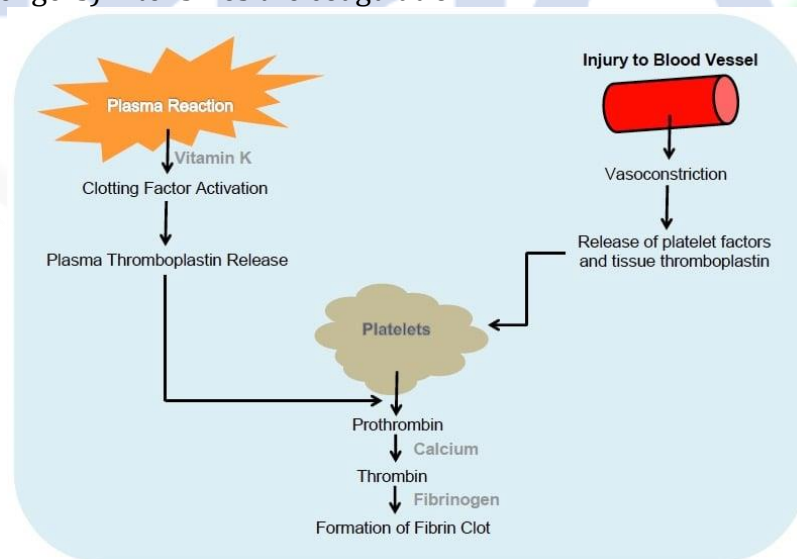 Injury to Blood Vessel
Plasma Reaction
Vitamin K
Clotting Factor Activation
Vasoconstriction
Plasma Thromboplastin Release
Release of platelet factors
and tissue thromboplastin
Platelets
Prothrombin
Calcium
Thrombin
Fibrinogen
Formation of Fibrin Clot